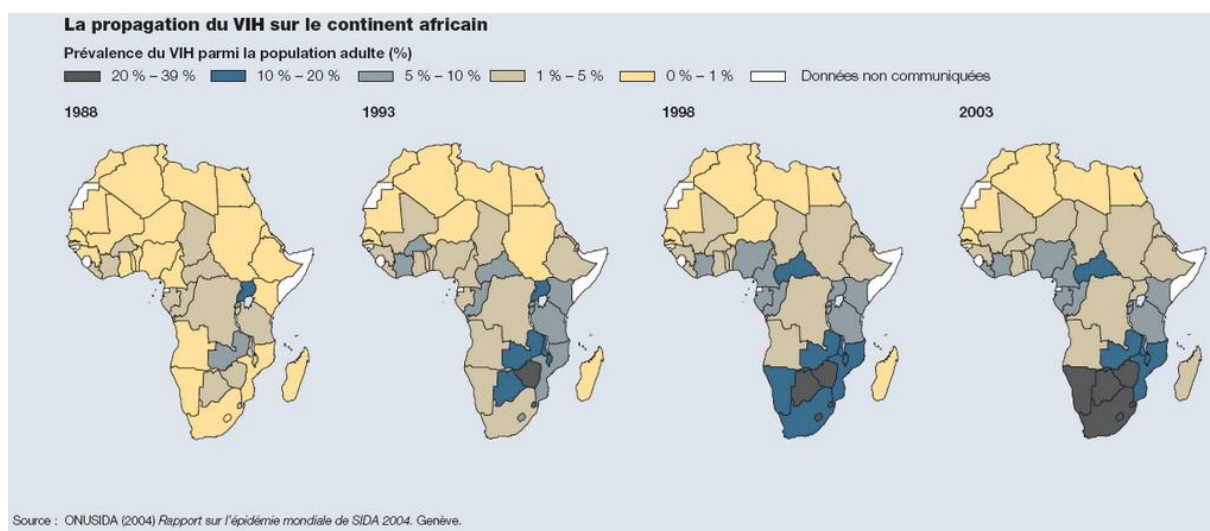 La propagation du VIH sur le continent africain
Prévalence du VIH parmi la population adulte (%)
20 % – 39 % 10 % – 20 % 5 % – 10 % 1 % – 5 % 0 % – 1 % Données non communiquées
1988 1993 1998 2003
Source : ONUSIDA (2004) Rapport sur l'épidémie mondiale de SIDA 2004. Genève.